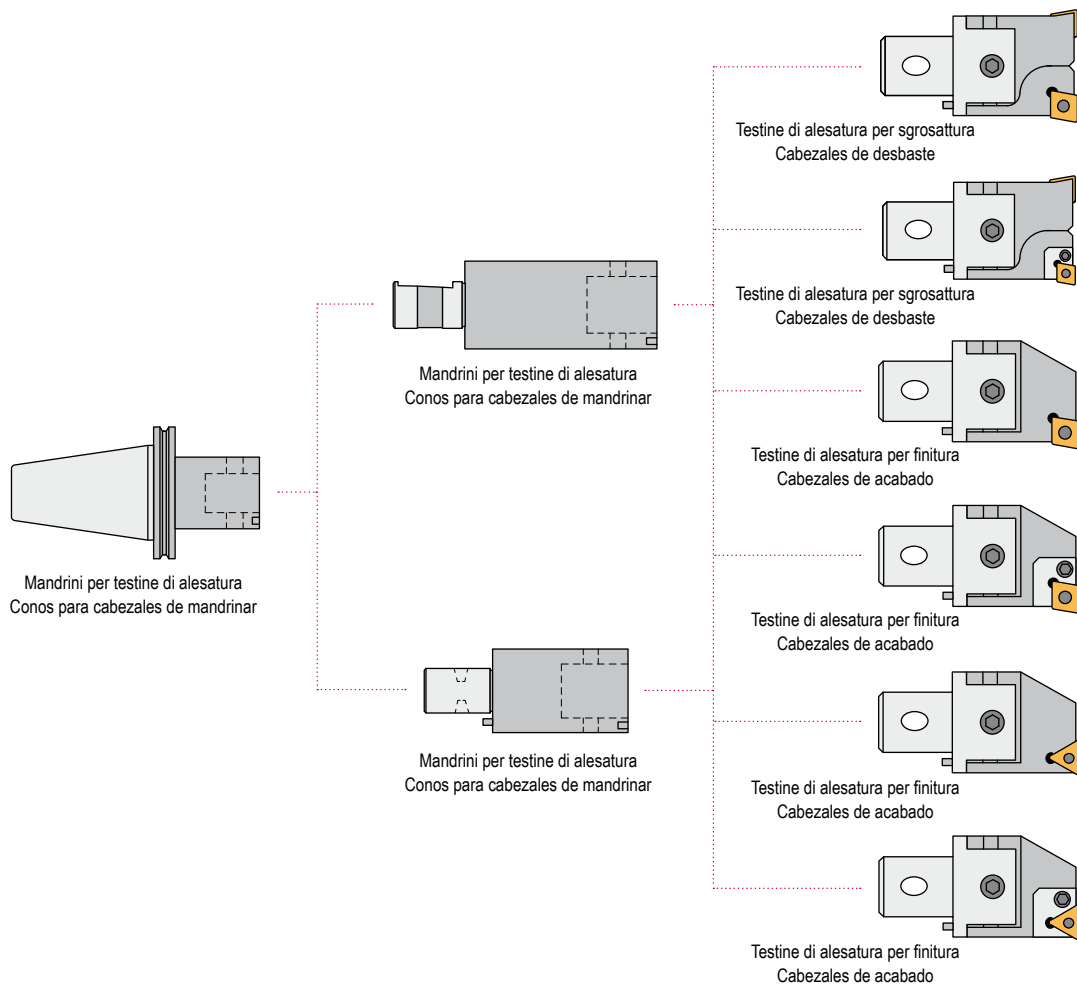 Mandrini per testine di alesatura
Conos para cabezales de mandrinar
Mandrini per testine di alesatura
Conos para cabezales de mandrinar
Mandrini per testine di alesatura
Conos para cabezales de mandrinar
Testine di alesatura per sgrosattura
Cabezales de desbaste
Testine di alesatura per sgrosattura
Cabezales de desbaste
Testine di alesatura per finitura
Cabezales de acabado
Testine di alesatura per finitura
Cabezales de acabado
Testine di alesatura per finitura
Cabezales de acabado
Testine di alesatura per finitura
Cabezales de acabado